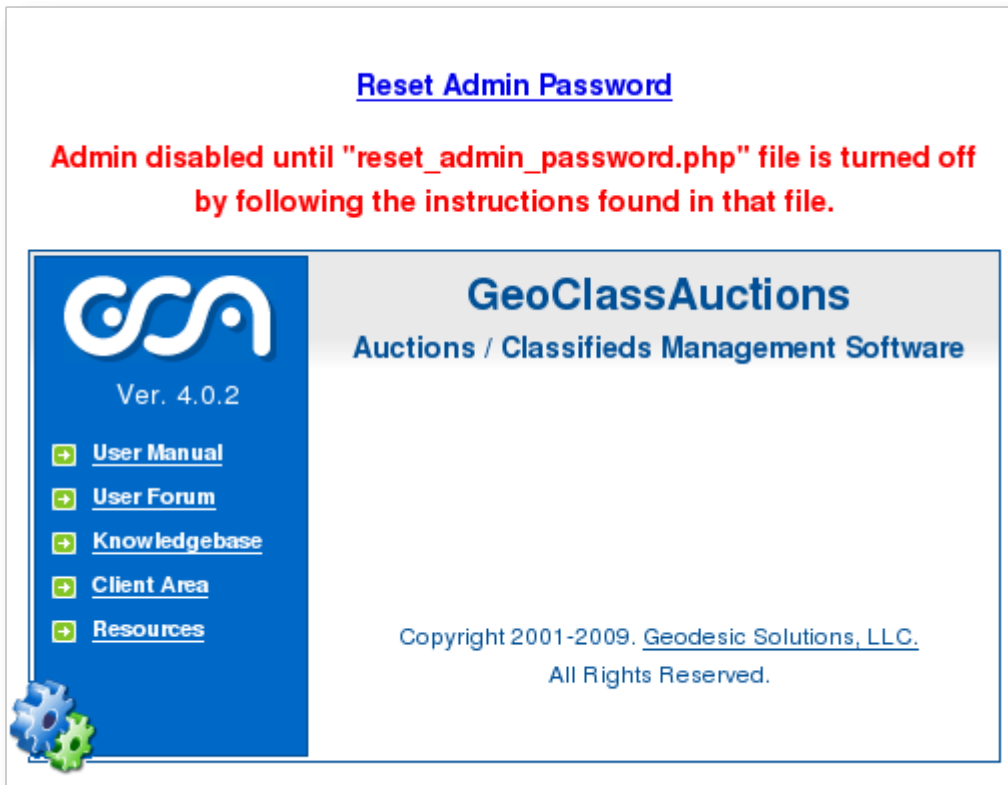 Reset Admin Password
Admin disabled until "reset_admin_password.php" file is turned off
by following the instructions found in that file.
GCA
Ver. 4.0.2
User Manual
User Forum
Knowledgebase
Client Area
Resources
GeoClassAuctions
Auctions / Classifieds Management Software
Copyright 2001-2009. Geodesic Solutions, LLC.
All Rights Reserved.